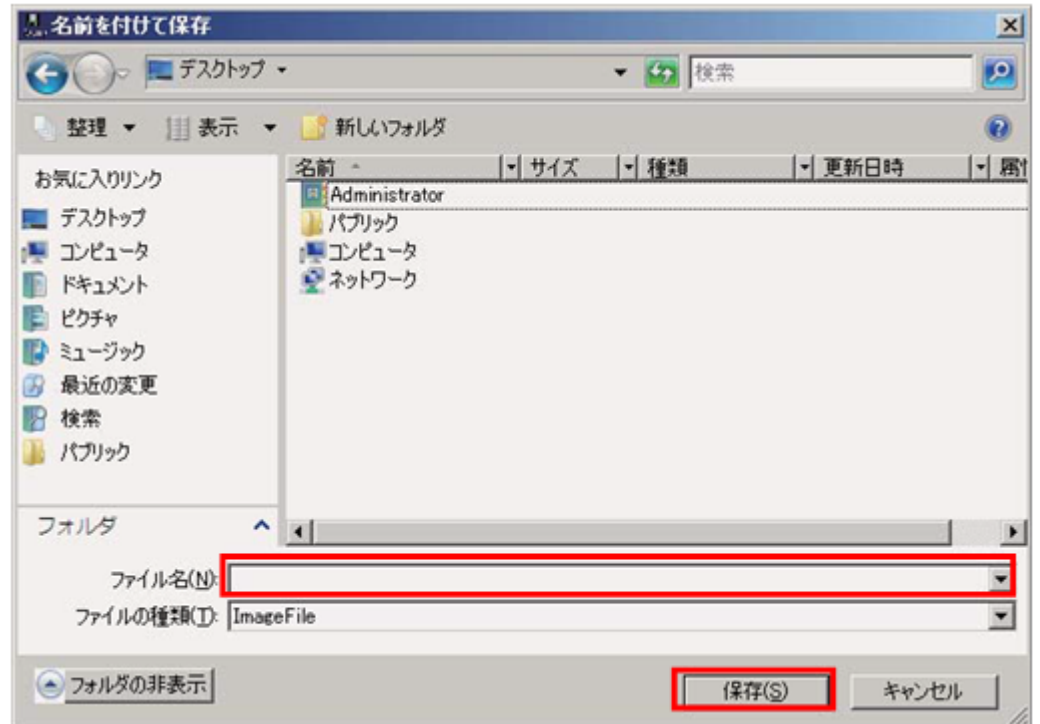 名前を付けて保存
デスクトップ
検索
整理 表示 新しいフォルダ
お気に入りリンク
デスクトップ
コンピュータ
ドキュメント
ピクチャ
ミュージック
最近の変更
検索
パブリック
フォルダ
名前 サイズ 種類 更新日時
Administrator
パブリック
コンピュータ
ネットワーク
ファイル名(N):
ファイルの種類(T): ImageFile
フォルダの非表示 保存(S) キャンセル